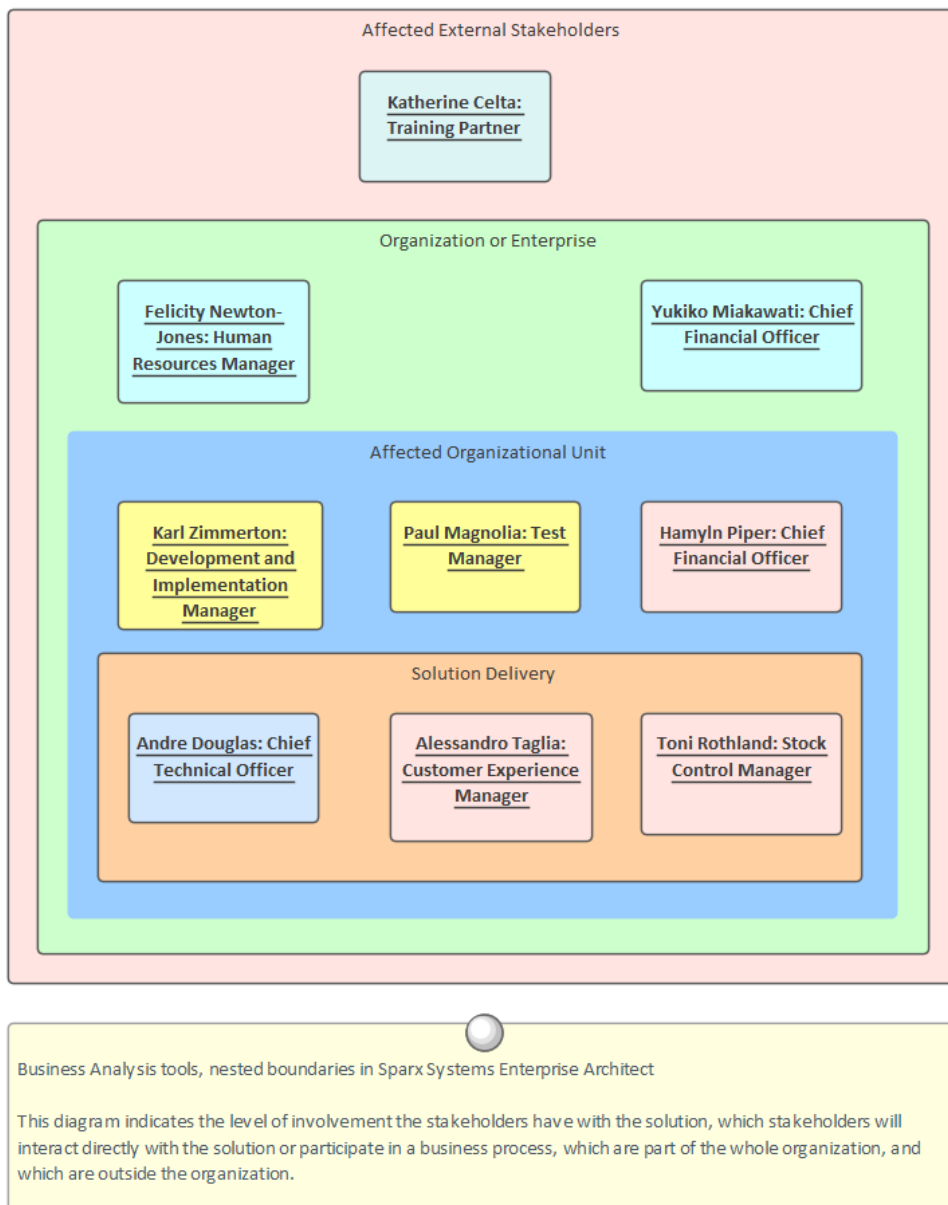 Affected External Stakeholders
Katherine Celta:
Training Partner
Organization or Enterprise
Felicity Newton-
Jones: Human
Resources Manager
Yukiko Miakawati: Chief
Financial Officer
Affected Organizational Unit
Karl Zimmerton:
Development and
Implementation
Manager
Paul Magnolia: Test
Manager
Hamyln Piper: Chief
Financial Officer
Solution Delivery
Andre Douglas: Chief
Technical Officer
Alessandro Taglia:
Customer Experience
Manager
Toni Rothland: Stock
Control Manager
Business Analysis tools, nested boundaries in Sparx Systems Enterprise Architect
This diagram indicates the level of involvement the stakeholders have with the solution, which stakeholders will
interact directly with the solution or participate in a business process, which are part of the whole organization, and
which are outside the organization.